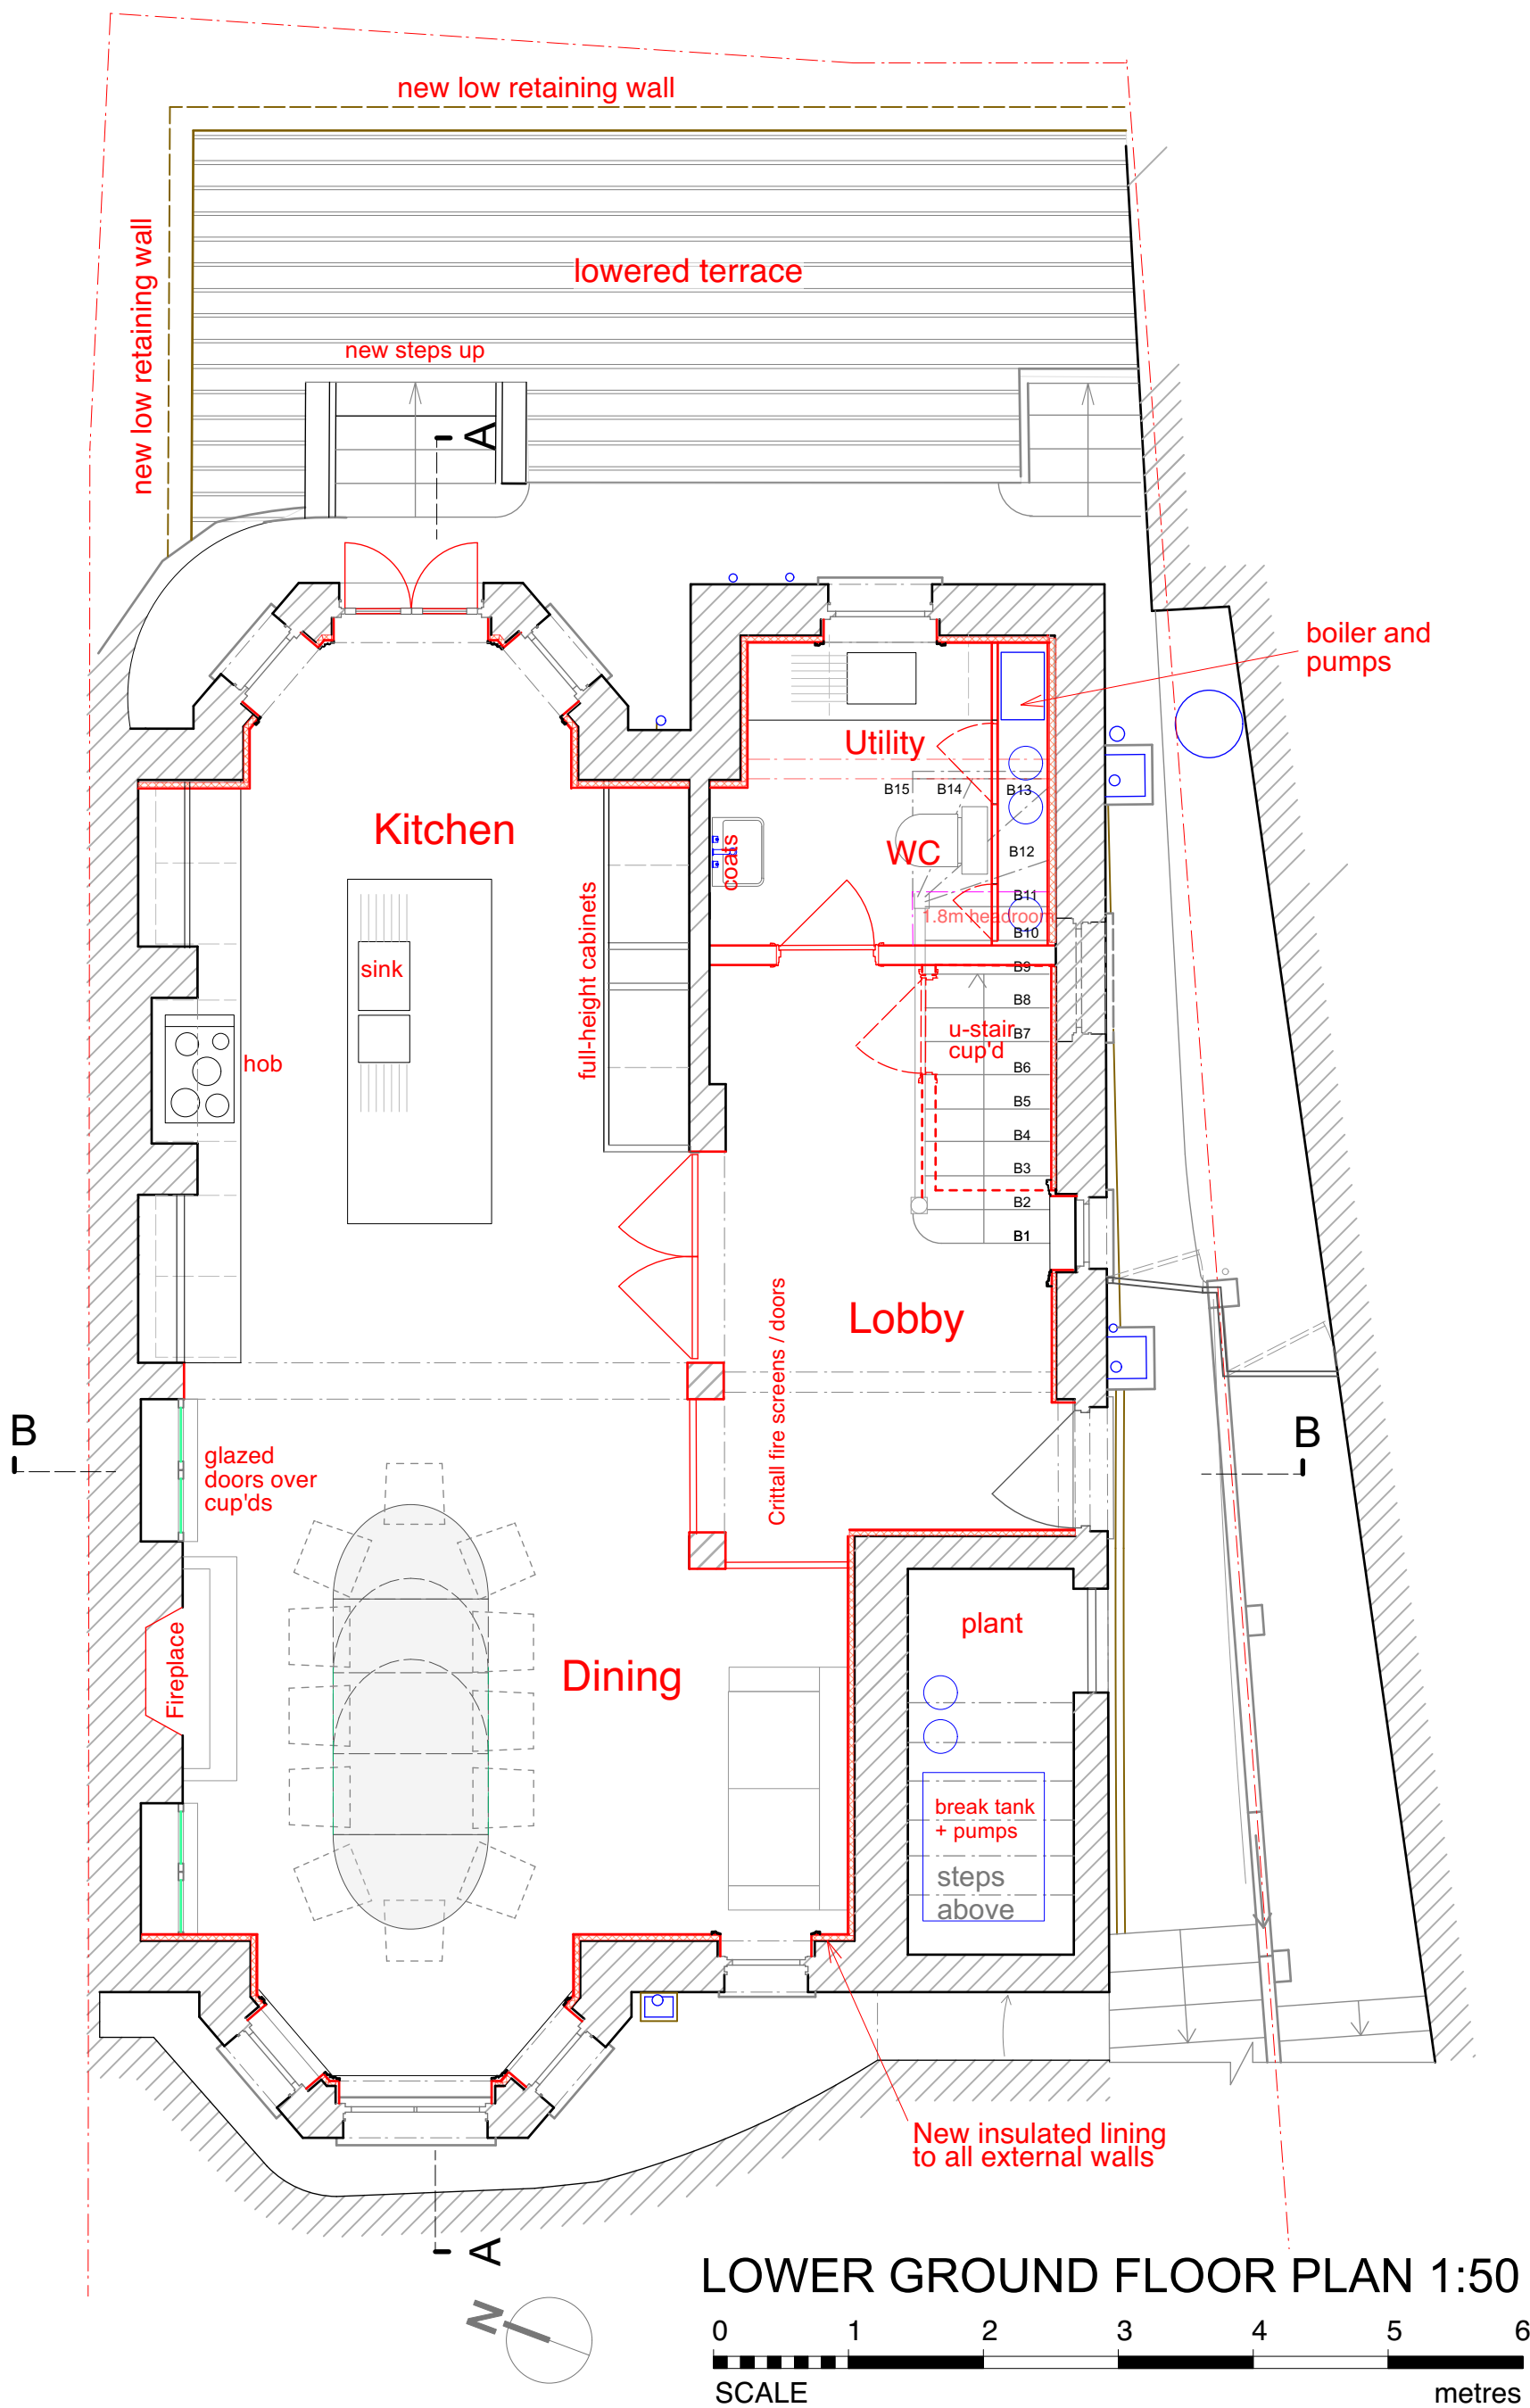 new low retaining wall
new low retaining wall
lowered terrace
new steps up
A
boiler and
pumps
Utility
B15
B14
B13
Kitchen
coats
WC
B12
B11
1.8m headroom
B10
full-height cabinets
sink
B9
B8
u-stair
cup'd
B7
hob
B6
B5
B4
B3
B2
B1
Lobby
Crittall fire screens / doors
B
B
glazed
doors over
cup'ds
Fireplace
plant
Dining
break tank
+ pumps
steps
above
New insulated lining
to all external walls
A
LOWER GROUND FLOOR PLAN 1:50
N
0 1 2 3 4 5 6
SCALE metres